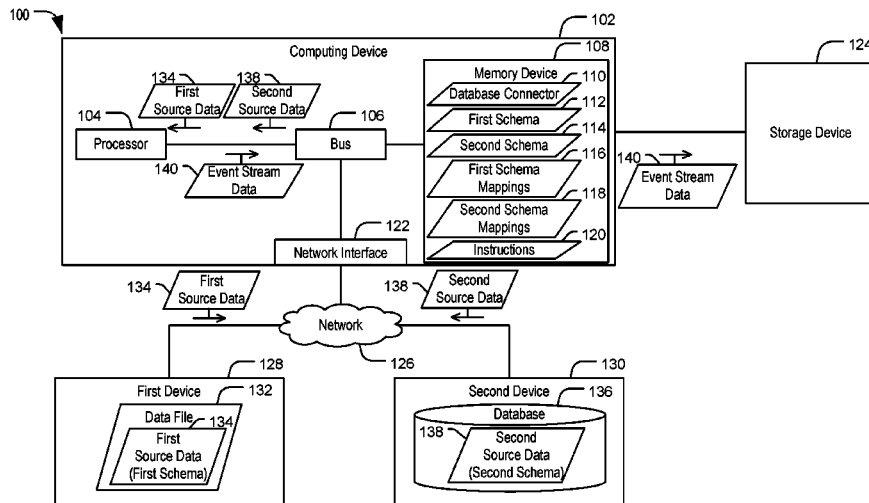 100
102
Computing Device
108
124
134
138
Memory Device
110
First
Source Data
Second
Source Data
Database Connector
112
104
106
First Schema
114
Processor
Bus
Second Schema
116
Storage Device
140
Event Stream
Data
First Schema
Mappings
118
140
Event Stream
Data
122
Second Schema
Mappings
120
Network Interface
Instructions
134
First
Source Data
138
Second
Source Data
Network
126
128
130
First Device
132
Second Device
136
Data File
134
Database
First
Source Data
(First Schema)
138
Second
Source Data
(Second Schema)